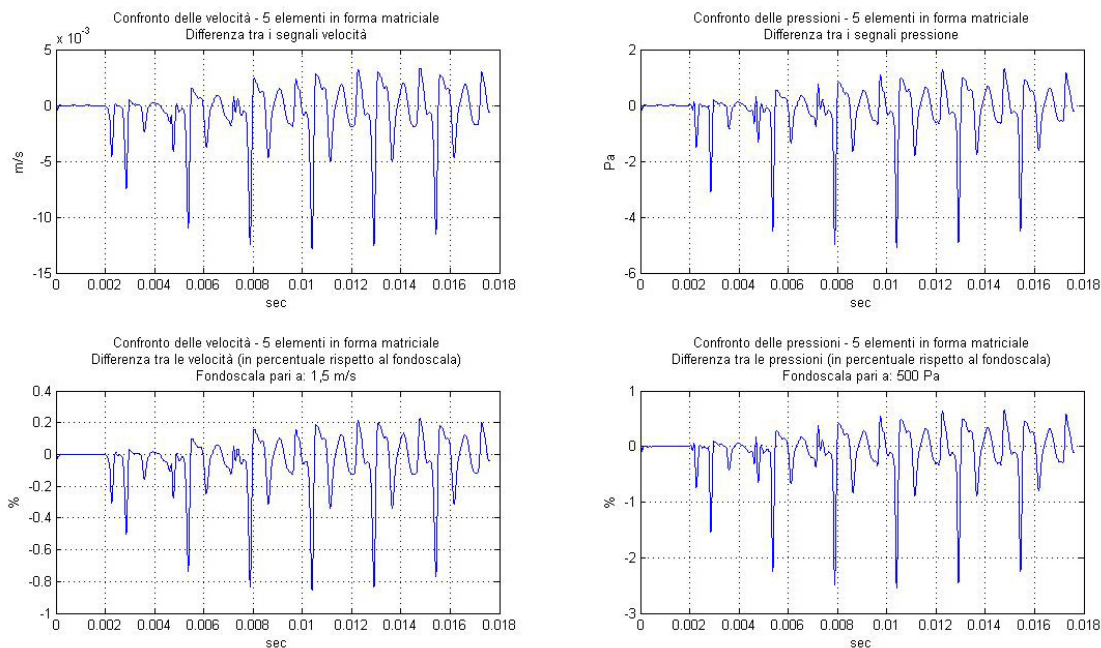 Confronto delle velocità - 5 elementi in forma matriciale
Differenza tra i segnali velocità
x 10⁻³
5
0
-5
-10
-15
m/s
0 0.002 0.004 0.006 0.008 0.01 0.012 0.014 0.016 0.018
sec
Confronto delle pressioni - 5 elementi in forma matriciale
Differenza tra i segnali pressione
2
0
-2
-4
-6
Pa
0 0.002 0.004 0.006 0.008 0.01 0.012 0.014 0.016 0.018
sec
Confronto delle velocità - 5 elementi in forma matriciale
Differenza tra le velocità (in percentuale rispetto al fondoscala)
Fondoscala pari a: 1,5 m/s
0.4
0.2
0
-0.2
-0.4
-0.6
-0.8
-1
%
0 0.002 0.004 0.006 0.008 0.01 0.012 0.014 0.016 0.018
sec
Confronto delle pressioni - 5 elementi in forma matriciale
Differenza tra le pressioni (in percentuale rispetto al fondoscala)
Fondoscala pari a: 500 Pa
1
0
-1
-2
-3
%
0 0.002 0.004 0.006 0.008 0.01 0.012 0.014 0.016 0.018
sec